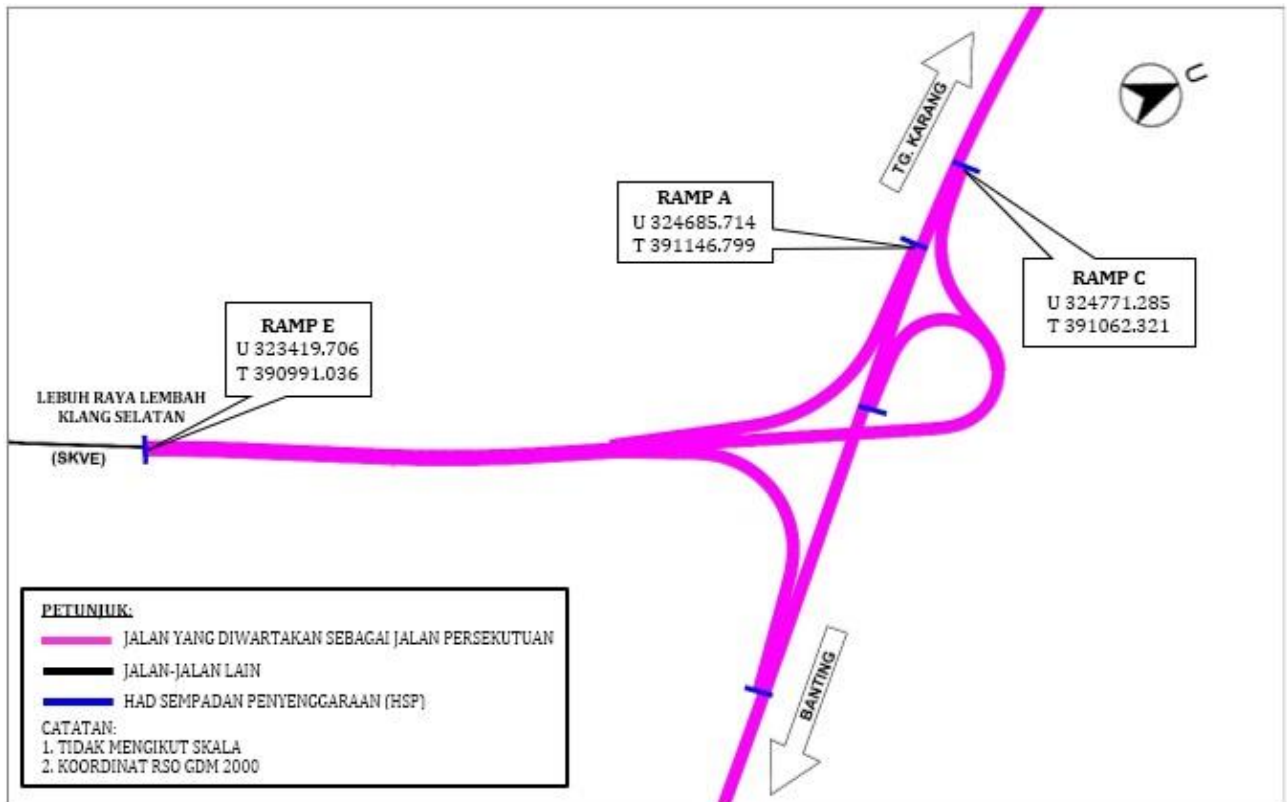 U
TG. KARANG
RAMP A
U 324685.714
T 391146.799
RAMP C
U 324771.285
T 391062.321
RAMP E
U 323419.706
T 390991.036
LEBUH RAYA LEMBAH
KLANG SELATAN
(SKVE)
BANTING
PETUNJUK:
JALAN YANG DIWARTAKAN SEBAGAI JALAN PERSEKUTUAN
JALAN-JALAN LAIN
HAD SEMPADAN PENYENGGARAAN (HSP)
CATATAN:
1. TIDAK MENGIKUT SKALA
2. KOORDINAT RSO GDM 2000